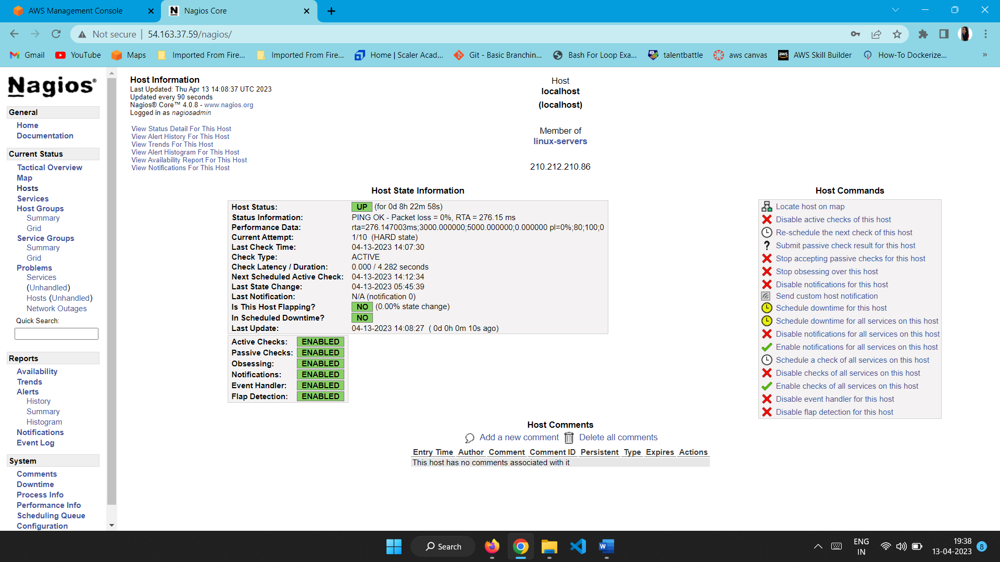 AWS Management Console
Nagios Core
Not secure | 54.163.37.59/nagios/
Gmail
YouTube
Maps
Imported From Fire...
Imported From Fire...
Home | Scaler Acad...
Git - Basic Branchin...
Bash For Loop Exa...
talentbattle
aws canvas
AWS Skill Builder
How-To Dockerize...
»
Nagios®
General
Home
Documentation
Current Status
Tactical Overview
Map
Hosts
Services
Host Groups
Summary
Grid
Service Groups
Summary
Grid
Problems
Services
(Unhandled)
Hosts (Unhandled)
Network Outages
Quick Search:
Reports
Availability
Trends
Alerts
History
Summary
Histogram
Notifications
Event Log
System
Comments
Downtime
Process Info
Performance Info
Scheduling Queue
Configuration
Host Information
Last Updated: Thu Apr 13 14:08:37 UTC 2023
Updated every 90 seconds
Nagios® Core™ 4.0.8 - www.nagios.org
Logged in as nagiosadmin
View Status Detail For This Host
View Alert History For This Host
View Trends For This Host
View Alert Histogram For This Host
View Availability Report For This Host
View Notifications For This Host
Host
localhost
(localhost)
Member of
linux-servers
210.212.210.86
Host State Information
Host Status: UP (for 0d 8h 22m 58s)
Status Information: PING OK - Packet loss = 0%, RTA = 276.15 ms
Performance Data: rta=276.147003ms;3000.000000;5000.000000;0.000000 pl=0%;80;100;0
Current Attempt: 1/10 (HARD state)
Last Check Time: 04-13-2023 14:07:30
Check Type: ACTIVE
Check Latency / Duration: 0.000 / 4.282 seconds
Next Scheduled Active Check: 04-13-2023 14:12:34
Last State Change: 04-13-2023 05:45:39
Last Notification: N/A (notification 0)
Is This Host Flapping? NO (0.00% state change)
In Scheduled Downtime? NO
Last Update: 04-13-2023 14:08:27 ( 0d 0h 0m 10s ago)
Active Checks: ENABLED
Passive Checks: ENABLED
Obsessing: ENABLED
Notifications: ENABLED
Event Handler: ENABLED
Flap Detection: ENABLED
Host Commands
Locate host on map
Disable active checks of this host
Re-schedule the next check of this host
? Submit passive check result for this host
Stop accepting passive checks for this host
Stop obsessing over this host
Disable notifications for this host
Send custom host notification
Schedule downtime for this host
Schedule downtime for all services on this host
Disable notifications for all services on this host
Enable notifications for all services on this host
Schedule a check of all services on this host
Disable checks of all services on this host
Enable checks of all services on this host
Disable event handler for this host
Disable flap detection for this host
Host Comments
Add a new comment Delete all comments
Entry Time Author Comment Comment ID Persistent Type Expires Actions
This host has no comments associated with it
Search
ENG
IN
19:38
13-04-2023
8